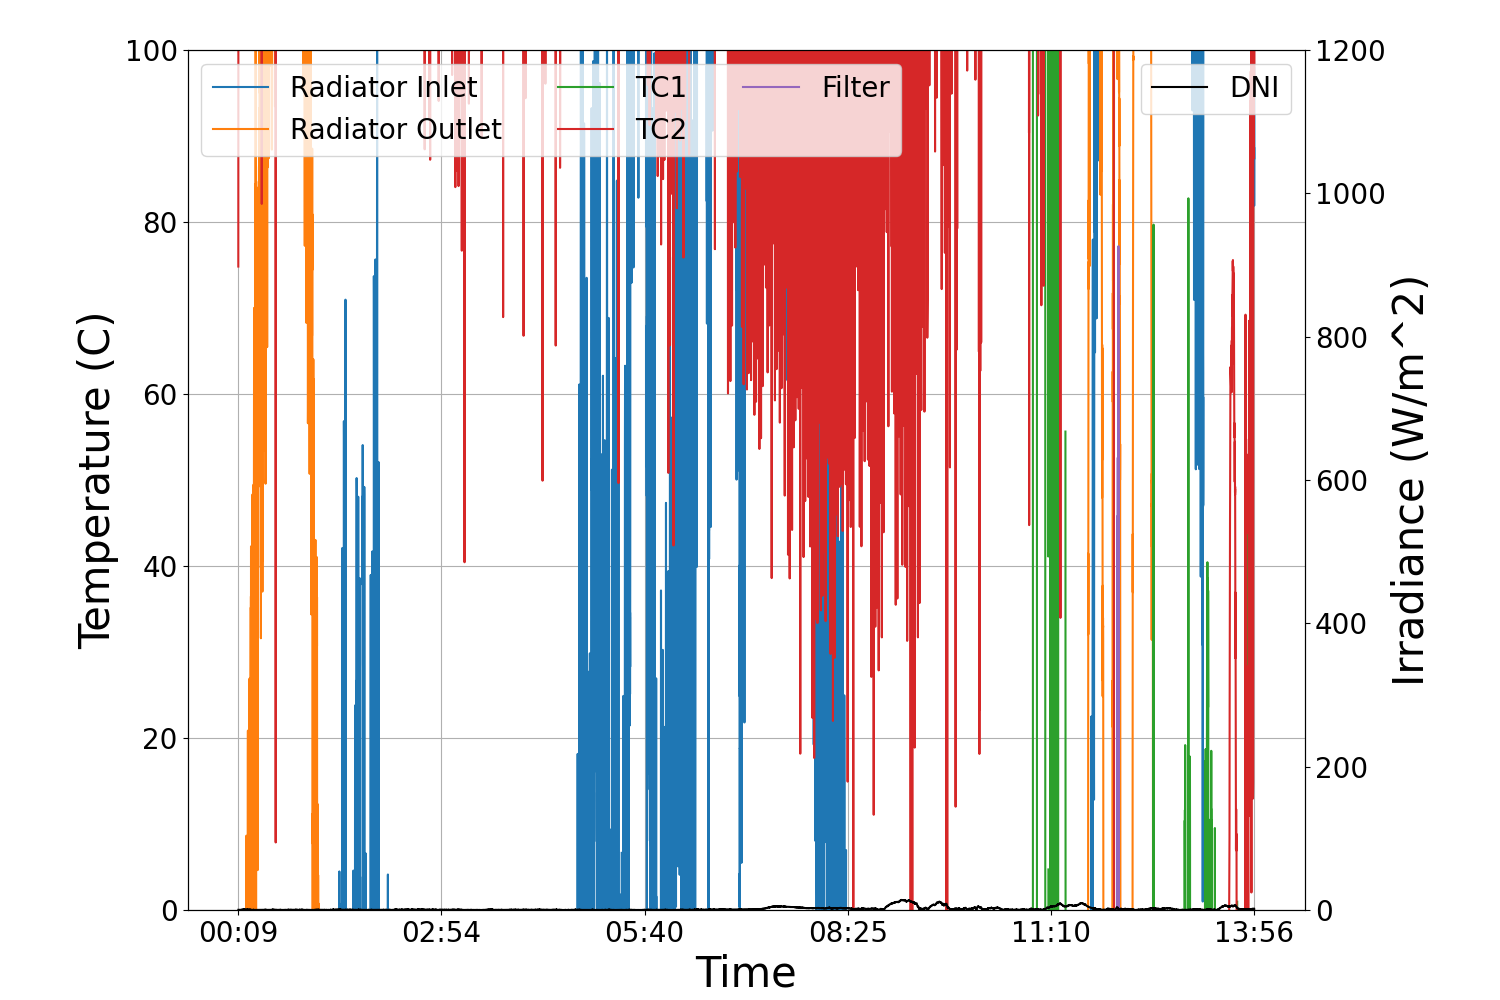 Temperature (C)
100
80
60
40
20
0
Radiator Inlet
Radiator Outlet
TC1
TC2
Filter
DNI
1200
1000
800
600
400
200
0
Irradiance (W/m^2)
00:09 02:54 05:40 08:25 11:10 13:56
Time